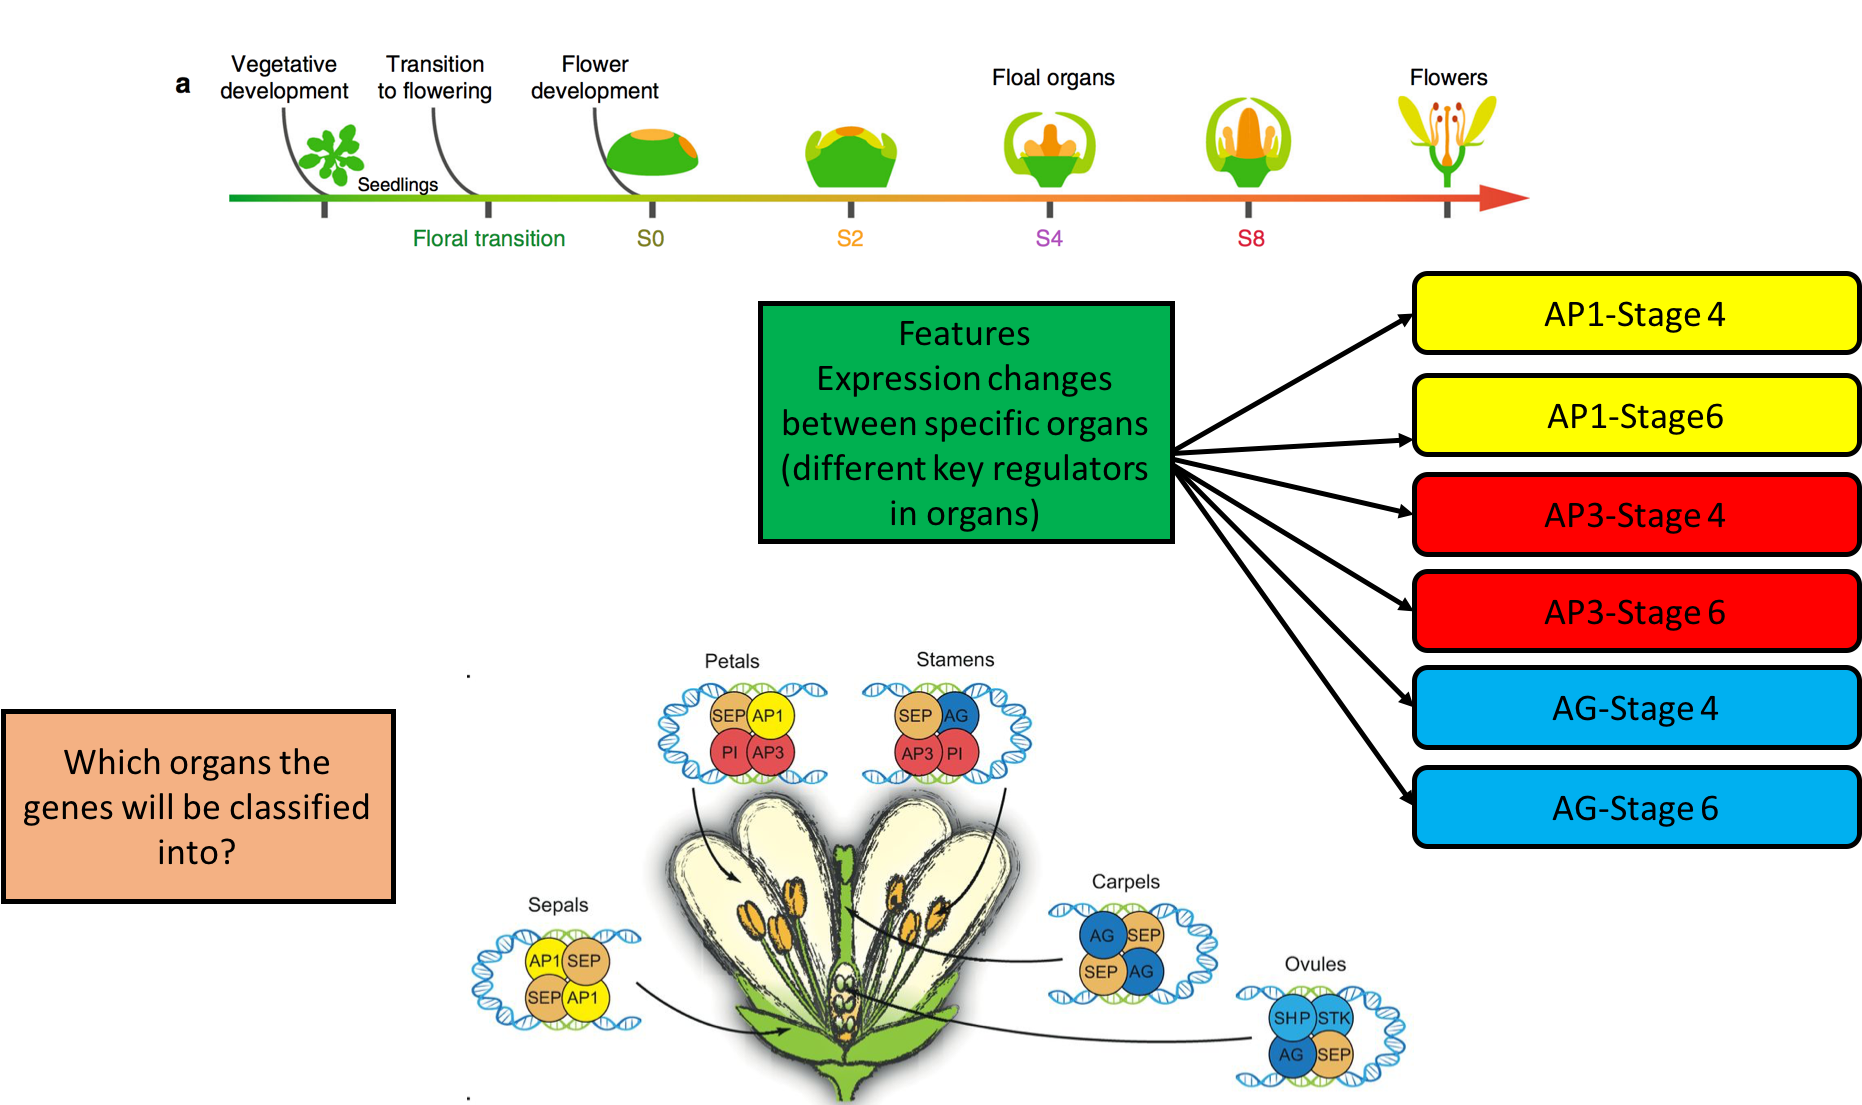 a
Vegetative
development
Transition
to flowering
Flower
development
Floal organs
Flowers
Seedlings
Floral transition
S0
S2
S4
S8
Features
Expression changes
between specific organs
(different key regulators
in organs)
AP1-Stage 4
AP1-Stage6
AP3-Stage 4
AP3-Stage 6
AG-Stage 4
AG-Stage 6
Which organs the
genes will be classified
into?
Petals
SEP AP1
PI AP3
Stamens
SEP AG
AP3 PI
Sepals
AP1 SEP
SEP AP1
Carpels
AG SEP
SEP AG
Ovules
SHP STK
AG SEP